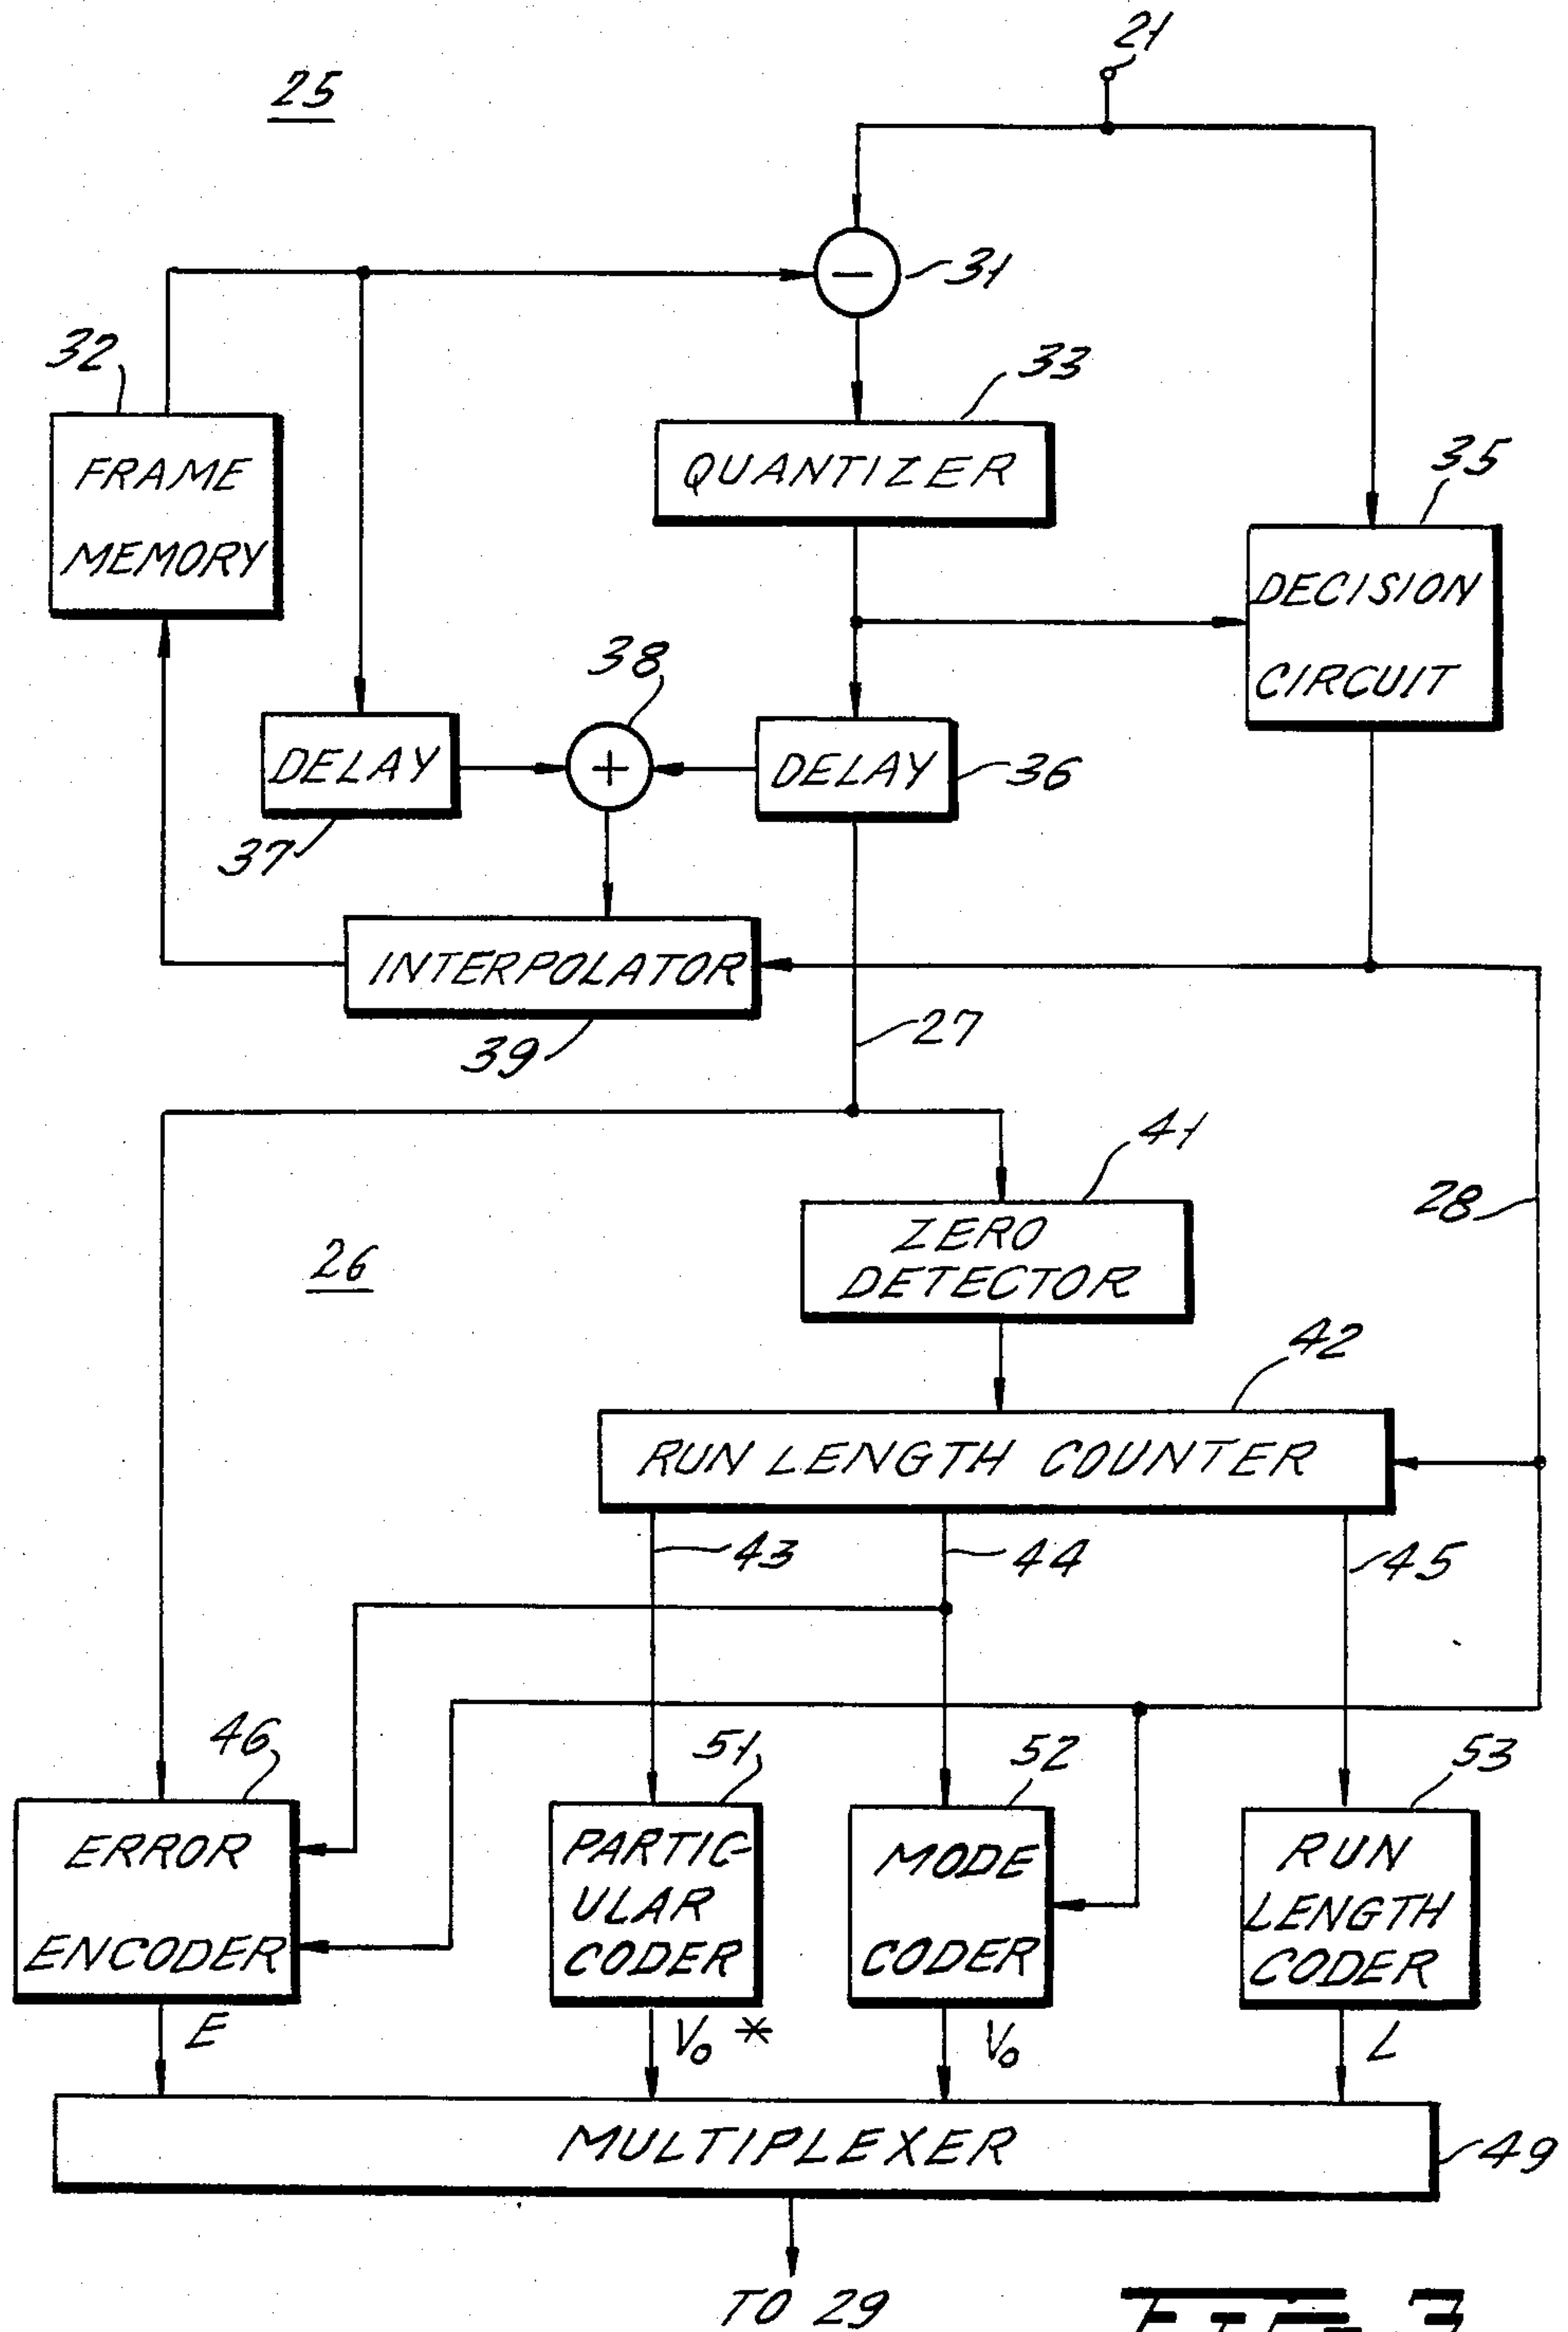 21
25
−
31
32
33
FRAME
MEMORY
QUANTIZER
35
DECISION
CIRCUIT
38
DELAY
+
DELAY
36
37
INTERPOLATOR
39
27
41
28
26
ZERO
DETECTOR
42
RUN LENGTH COUNTER
43
44
45
46
51
52
53
ERROR
ENCODER
PARTIC-
ULAR
CODER
MODE
CODER
RUN
LENGTH
CODER
E
V₀ *
V₀
L
MULTIPLEXER
49
TO 29